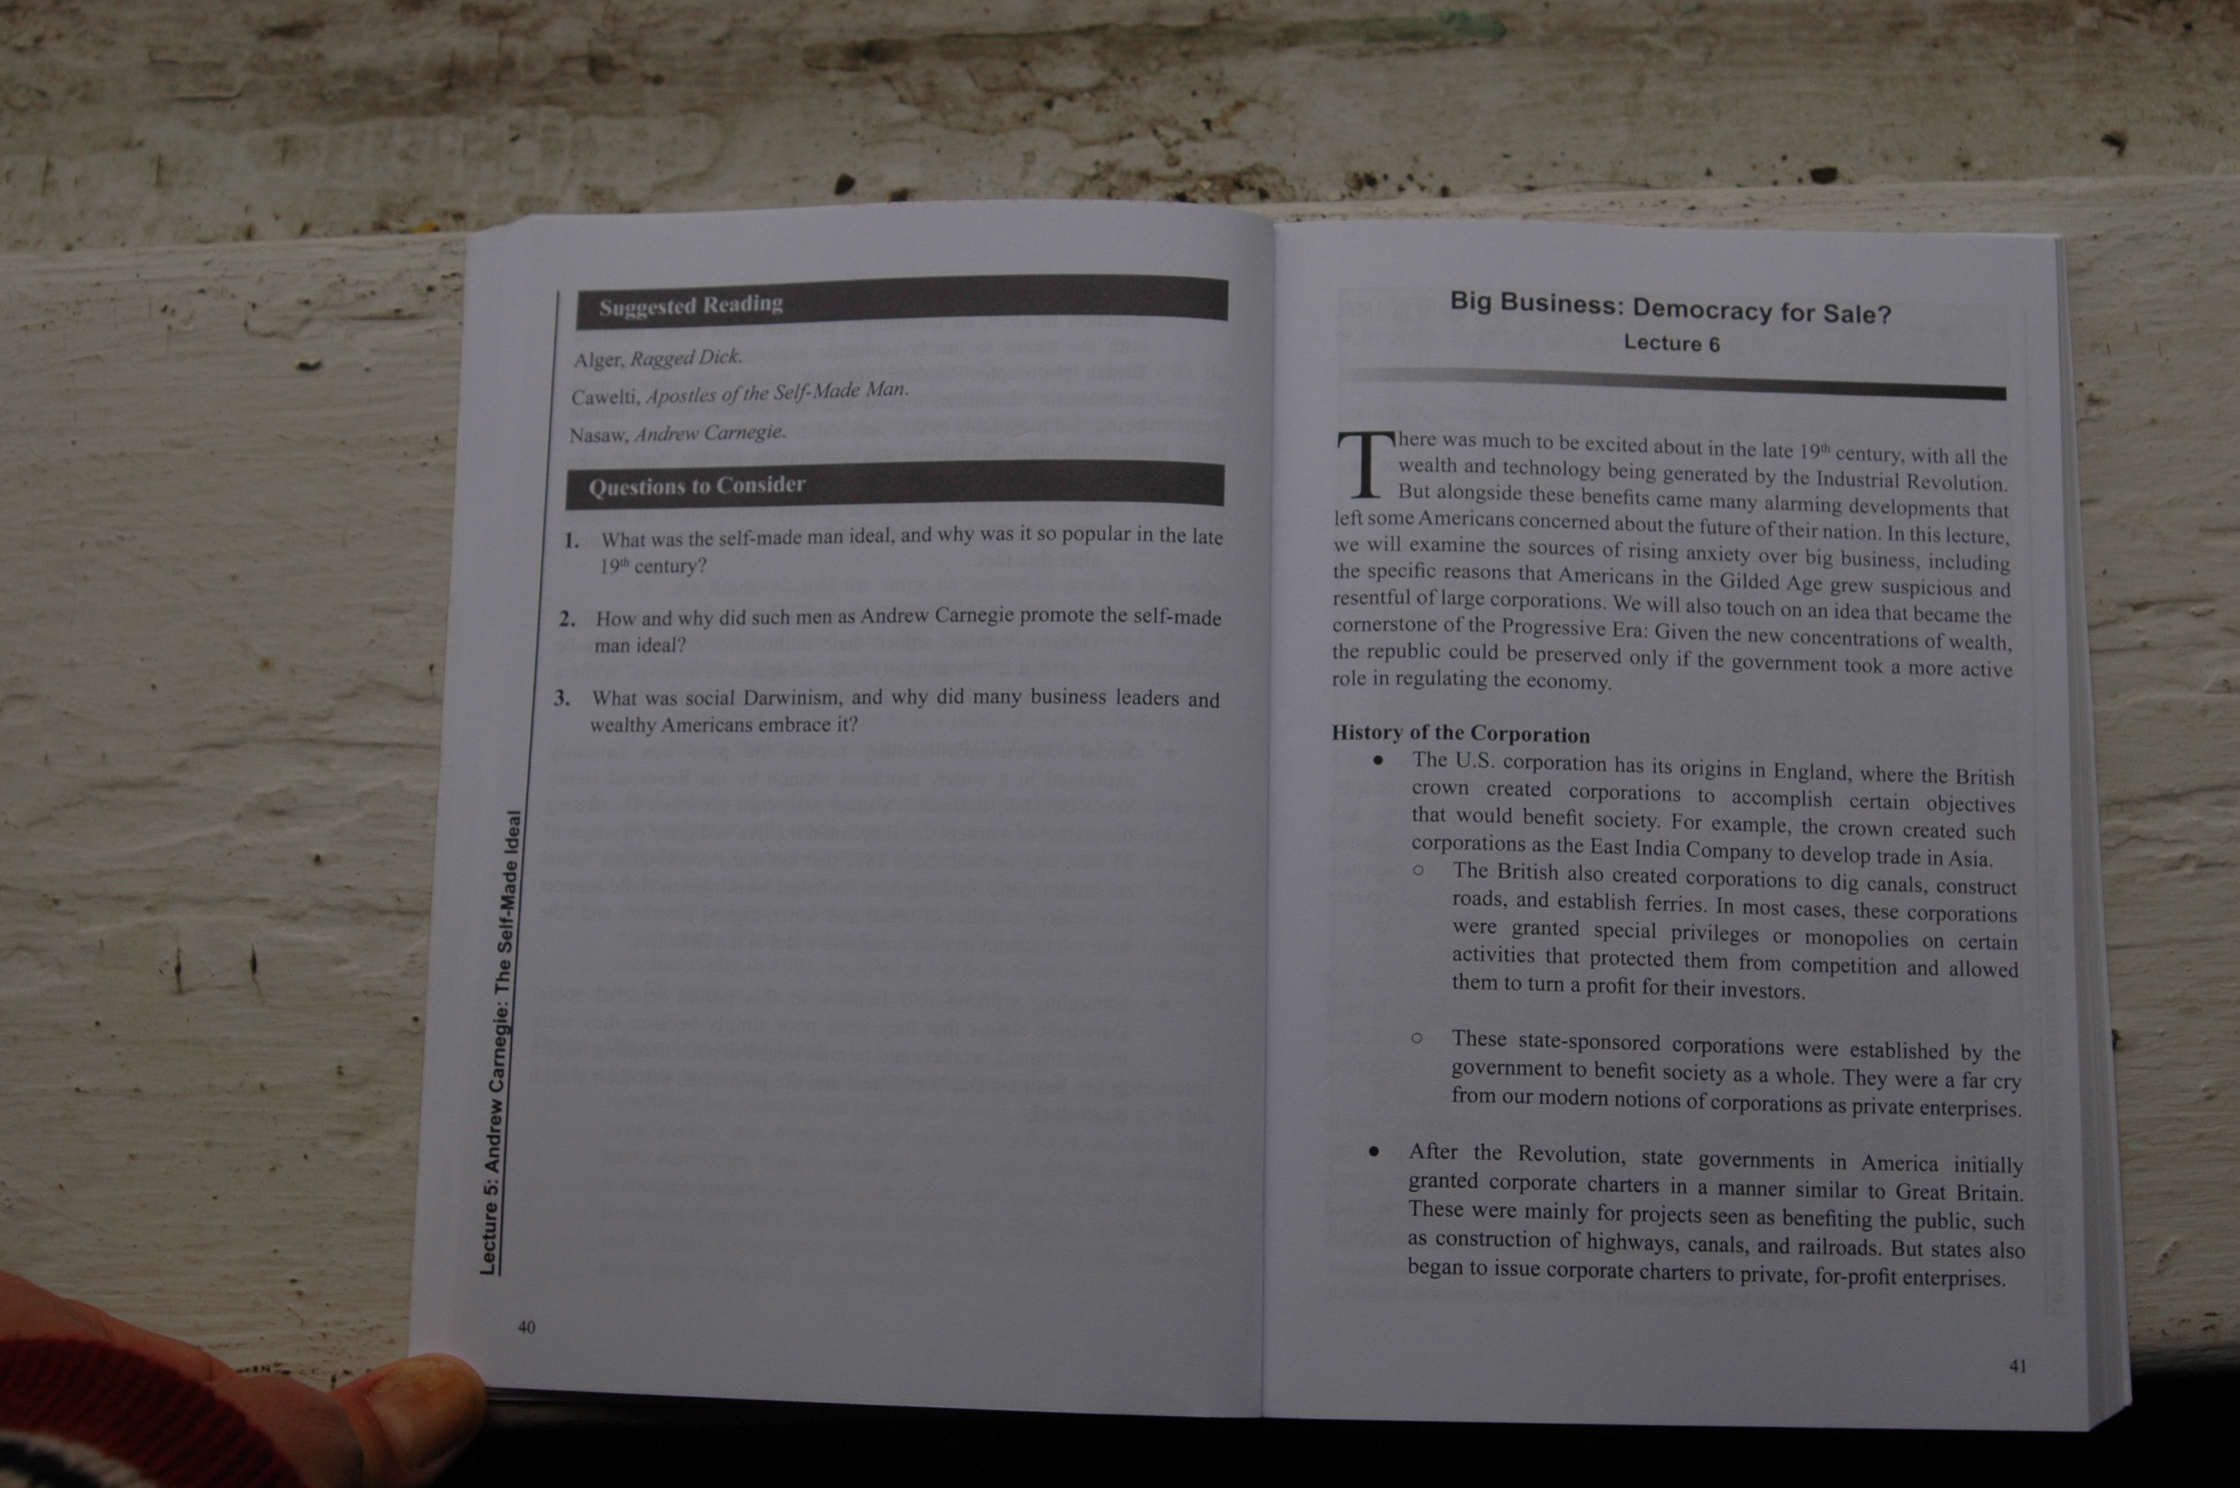 Suggested Reading
Alger, Ragged Dick.
Cawelti, Apostles of the Self-Made Man.
Nasaw, Andrew Carnegie.
Questions to Consider
1. What was the self-made man ideal, and why was it so popular in the late
19th century?
2. How and why did such men as Andrew Carnegie promote the self-made
man ideal?
3. What was social Darwinism, and why did many business leaders and
wealthy Americans embrace it?
Lecture 5: Andrew Carnegie: The Self-Made Ideal
40
Big Business: Democracy for Sale?
Lecture 6
There was much to be excited about in the late 19th century, with all the
wealth and technology being generated by the Industrial Revolution.
But alongside these benefits came many alarming developments that
left some Americans concerned about the future of their nation. In this lecture,
we will examine the sources of rising anxiety over big business, including
the specific reasons that Americans in the Gilded Age grew suspicious and
resentful of large corporations. We will also touch on an idea that became the
cornerstone of the Progressive Era: Given the new concentrations of wealth,
the republic could be preserved only if the government took a more active
role in regulating the economy.
History of the Corporation
● The U.S. corporation has its origins in England, where the British
crown created corporations to accomplish certain objectives
that would benefit society. For example, the crown created such
corporations as the East India Company to develop trade in Asia.
○ The British also created corporations to dig canals, construct
roads, and establish ferries. In most cases, these corporations
were granted special privileges or monopolies on certain
activities that protected them from competition and allowed
them to turn a profit for their investors.
○ These state-sponsored corporations were established by the
government to benefit society as a whole. They were a far cry
from our modern notions of corporations as private enterprises.
● After the Revolution, state governments in America initially
granted corporate charters in a manner similar to Great Britain.
These were mainly for projects seen as benefiting the public, such
as construction of highways, canals, and railroads. But states also
began to issue corporate charters to private, for-profit enterprises.
41